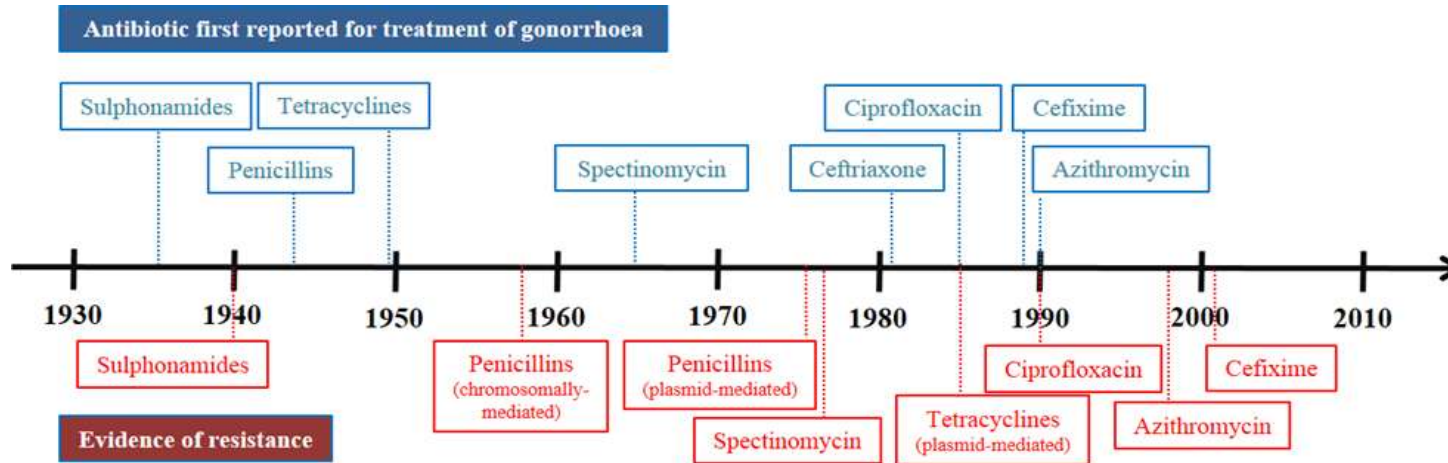 Antibiotic first reported for treatment of gonorrhoea
Sulphonamides
Tetracyclines
Ciprofloxacin
Cefixime
Penicillins
Spectinomycin
Ceftriaxone
Azithromycin
1930
1940
1950
1960
1970
1980
1990
2000
2010
Sulphonamides
Penicillins
(chromosomally-
mediated)
Penicillins
(plasmid-mediated)
Ciprofloxacin
Cefixime
Spectinomycin
Tetracyclines
(plasmid-mediated)
Azithromycin
Evidence of resistance